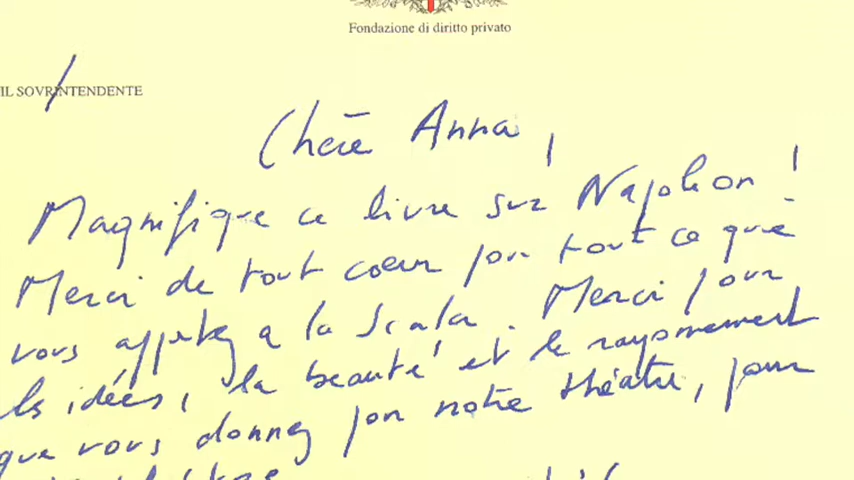 Fondazione di diritto privato
IL SOVRINTENDENTE
Chère Anna,
Magnifique ce livre sur Napoléon !
Merci de tout coeur pour tout ce que
vous apportez à la Scala. Merci pour
les idées, la beauté et le rayonnement
que vous donnez pour notre théâtre, pour